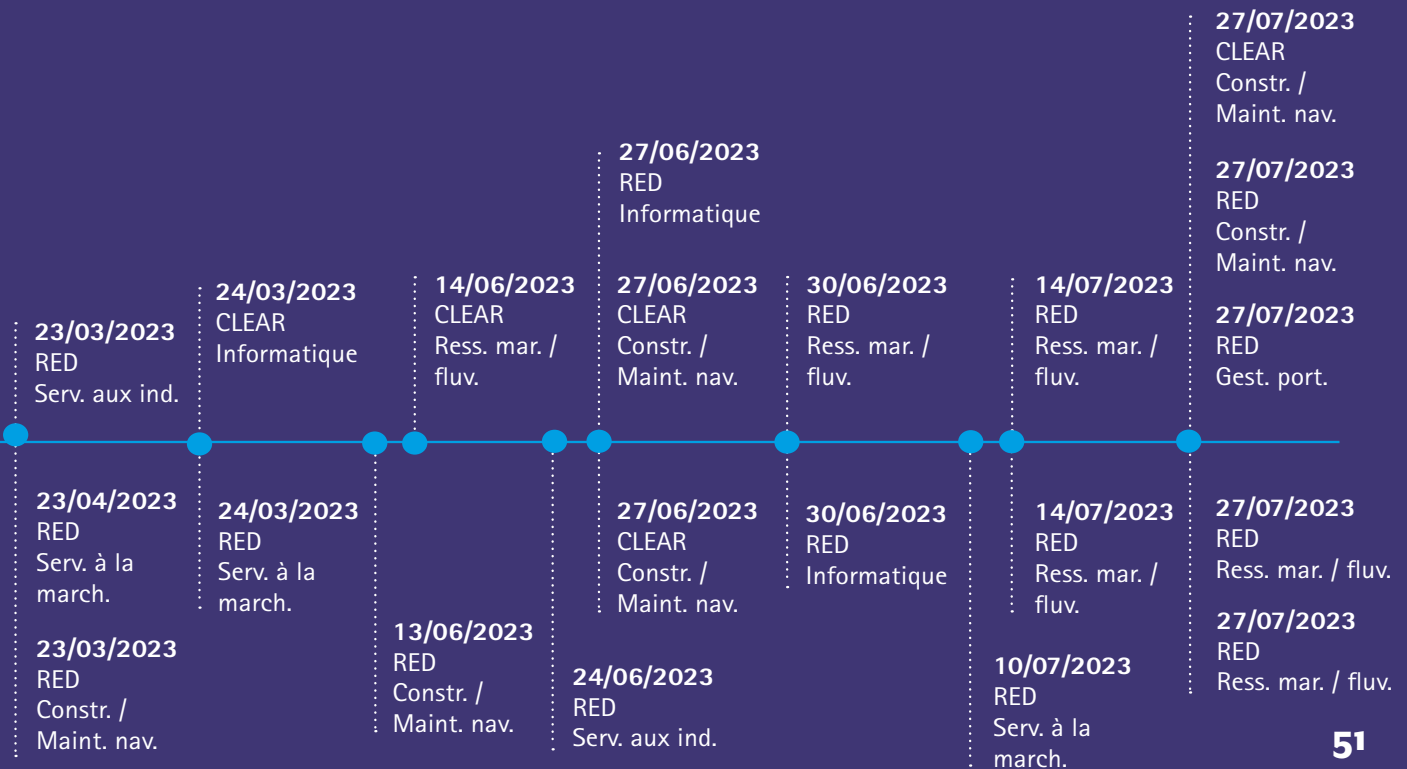 23/03/2023
RED
Serv. aux ind.
23/04/2023
RED
Serv. à la
march.
23/03/2023
RED
Constr. /
Maint. nav.
24/03/2023
CLEAR
Informatique
24/03/2023
RED
Serv. à la
march.
13/06/2023
RED
Constr. /
Maint. nav.
14/06/2023
CLEAR
Ress. mar. /
fluv.
24/06/2023
RED
Serv. aux ind.
27/06/2023
RED
Informatique
27/06/2023
CLEAR
Constr. /
Maint. nav.
27/06/2023
CLEAR
Constr. /
Maint. nav.
30/06/2023
RED
Ress. mar. /
fluv.
30/06/2023
RED
Informatique
10/07/2023
RED
Serv. à la
march.
14/07/2023
RED
Ress. mar. /
fluv.
14/07/2023
RED
Ress. mar. /
fluv.
27/07/2023
CLEAR
Constr. /
Maint. nav.
27/07/2023
RED
Constr. /
Maint. nav.
27/07/2023
RED
Gest. port.
27/07/2023
RED
Ress. mar. / fluv.
27/07/2023
RED
Ress. mar. / fluv.
51